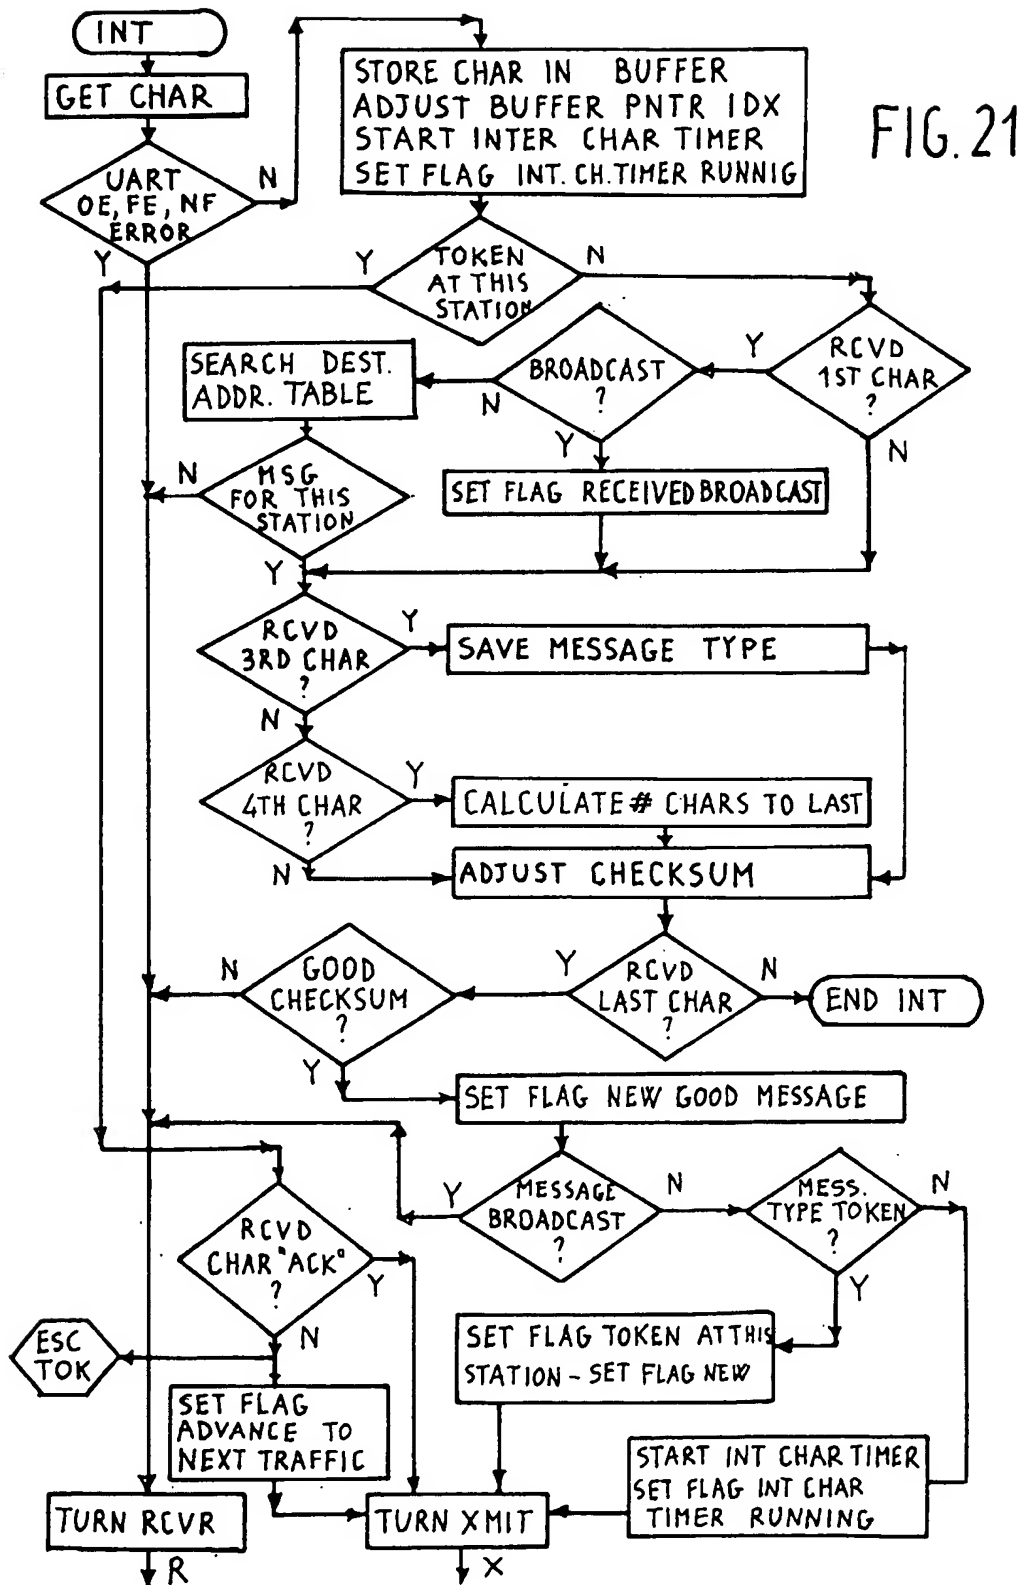 INT
GET CHAR
UART
OE, FE, NF
ERROR
N
Y
STORE CHAR IN BUFFER
ADJUST BUFFER PNTR IDX
START INTER CHAR TIMER
SET FLAG INT. CH. TIMER RUNNIG
FIG. 21
TOKEN
AT THIS
STATION
Y
N
RCVD
1ST CHAR
?
Y
N
BROADCAST
?
N
Y
SEARCH DEST.
ADDR. TABLE
SET FLAG RECEIVED BROADCAST
MSG
FOR THIS
STATION
N
Y
RCVD
3RD CHAR
?
Y
N
SAVE MESSAGE TYPE
RCVD
4TH CHAR
?
Y
N
CALCULATE # CHARS TO LAST
ADJUST CHECKSUM
RCVD
LAST CHAR
?
Y
N
END INT
GOOD
CHECKSUM
?
N
Y
SET FLAG NEW GOOD MESSAGE
MESSAGE
BROADCAST
?
Y
N
MESS.
TYPE TOKEN
?
N
Y
RCVD
CHAR "ACK"
?
Y
N
ESC
TOK
SET FLAG
ADVANCE TO
NEXT TRAFFIC
SET FLAG TOKEN AT THIS
STATION - SET FLAG NEW
START INT CHAR TIMER
SET FLAG INT CHAR
TIMER RUNNING
TURN RCVR
TURN XMIT
R
X